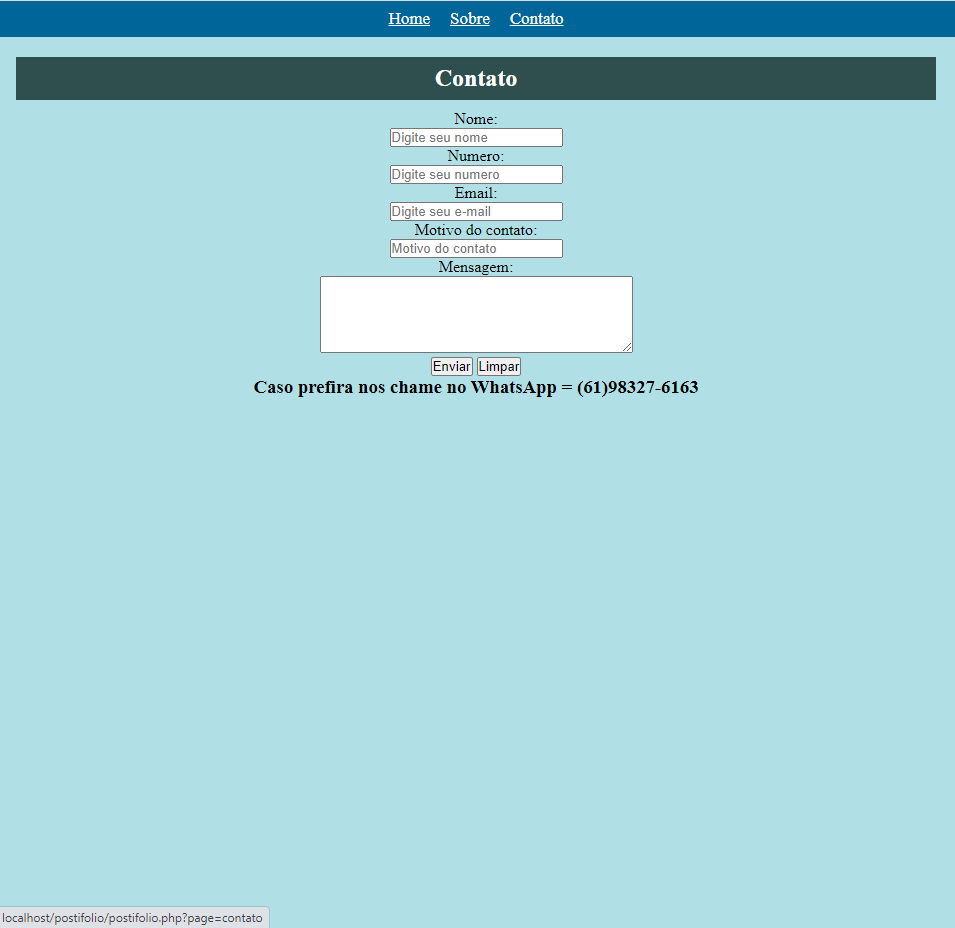 Home Sobre Contato
Contato
Nome:
Digite seu nome
Numero:
Digite seu numero
Email:
Digite seu e-mail
Motivo do contato:
Motivo do contato
Mensagem:
Enviar Limpar
Caso prefira nos chame no WhatsApp = (61)98327-6163
localhost/postifolio/postifolio.php?page=contato